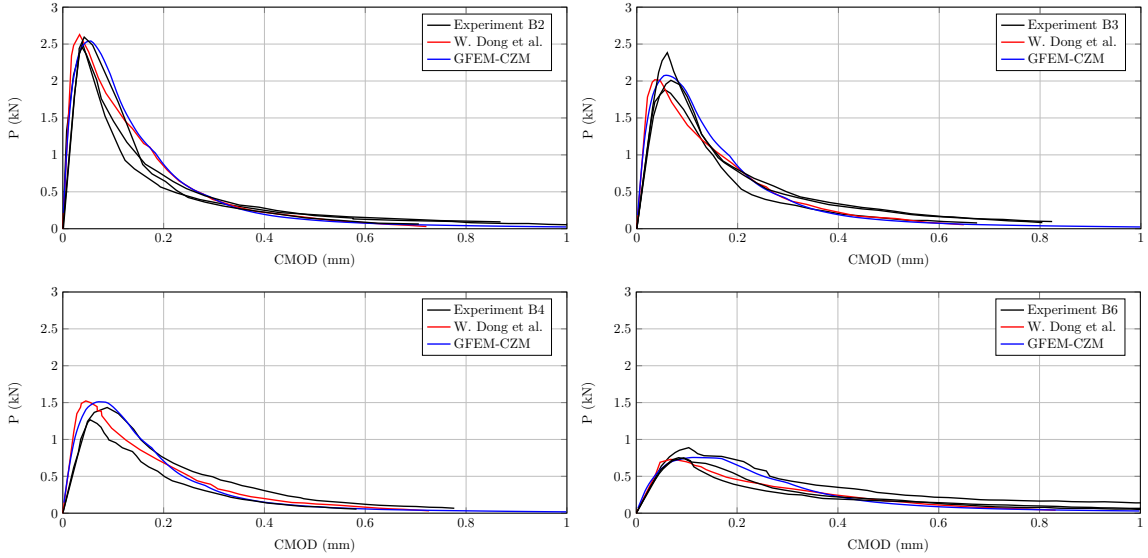 3
2.5
2
1.5
1
0.5
0
P (kN)
0
0.2
0.4
0.6
0.8
1
CMOD (mm)
Experiment B2
W. Dong et al.
GFEM-CZM
3
2.5
2
1.5
1
0.5
0
P (kN)
0
0.2
0.4
0.6
0.8
1
CMOD (mm)
Experiment B3
W. Dong et al.
GFEM-CZM
3
2.5
2
1.5
1
0.5
0
P (kN)
0
0.2
0.4
0.6
0.8
1
CMOD (mm)
Experiment B4
W. Dong et al.
GFEM-CZM
3
2.5
2
1.5
1
0.5
0
P (kN)
0
0.2
0.4
0.6
0.8
1
CMOD (mm)
Experiment B6
W. Dong et al.
GFEM-CZM